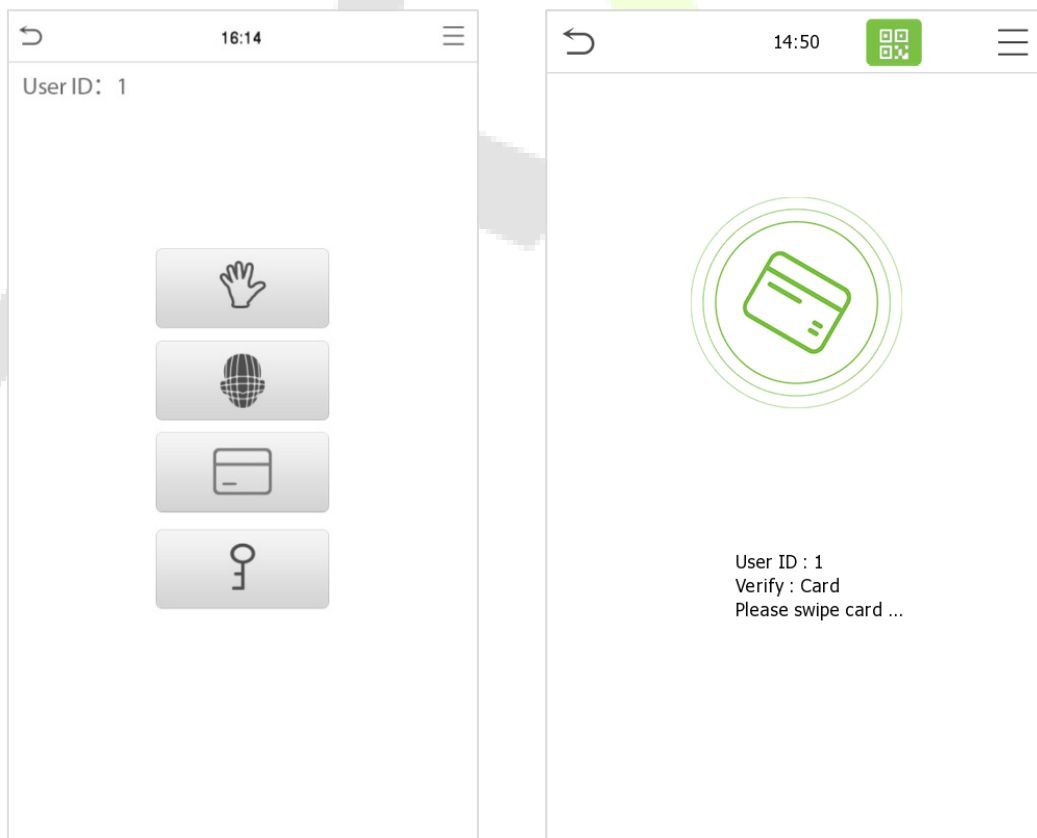 16:14
User ID： 1
14:50
User ID : 1
Verify : Card
Please swipe card ...